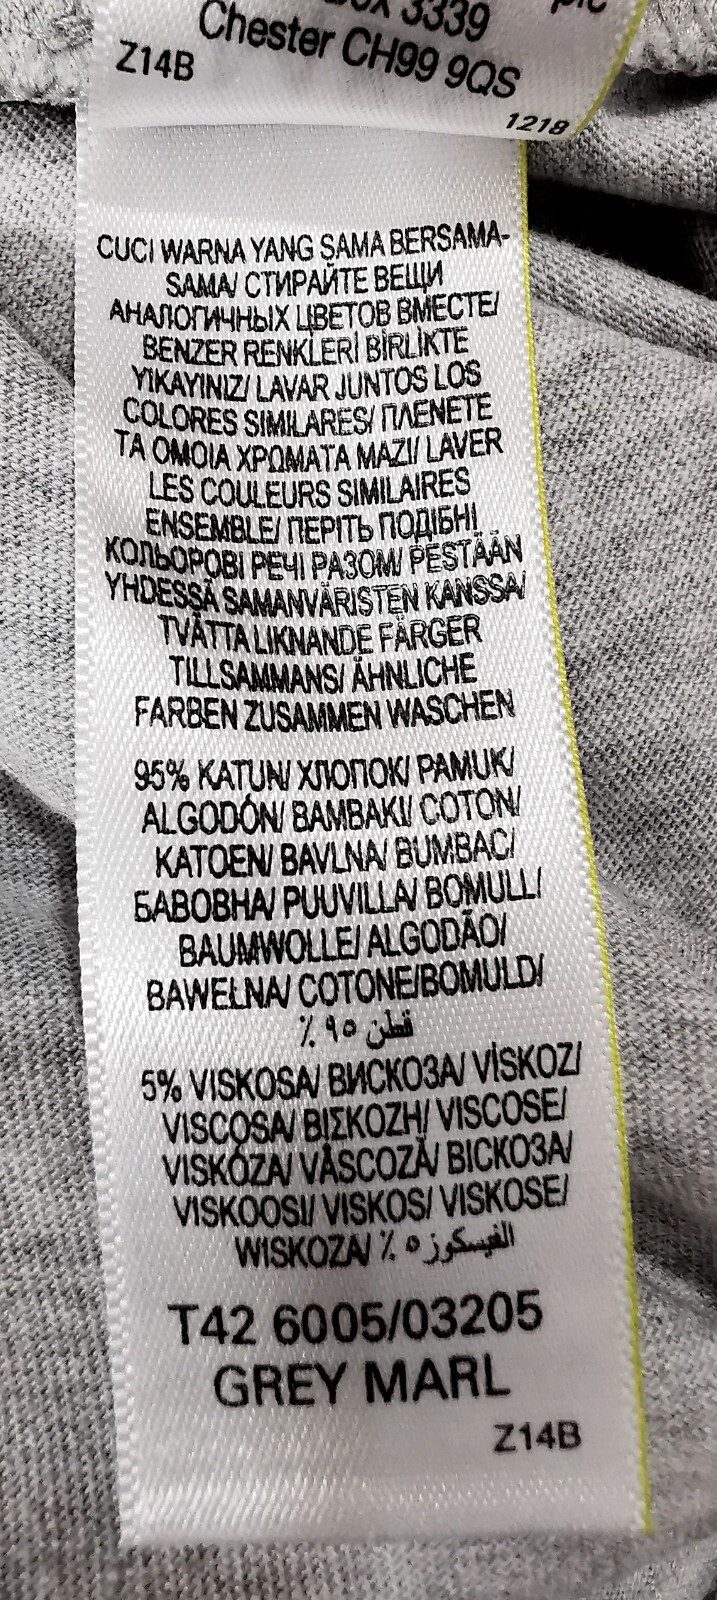 3339
Chester CH99 9QS
Z14B
1218
CUCI WARNA YANG SAMA BERSAMA-
SAMA/ СТИРАЙТЕ ВЕЩИ
АНАЛОГИЧНЫХ ЦВЕТОВ ВМЕСТЕ/
BENZER RENKLERİ BİRLİKTE
YIKAYINIZ/ LAVAR JUNTOS LOS
COLORES SIMILARES/ ΠΛΕΝΕΤΕ
ΤΑ ΟΜΟΙΑ ΧΡΩΜΑΤΑ ΜΑΖΙ/ LAVER
LES COULEURS SIMILAIRES
ENSEMBLE/ ПЕРІТЬ ПОДІБНІ
КОЛЬОРОВІ РЕЧІ РАЗОМ/ PESTÄÄN
YHDESSÄ SAMANVÄRISTEN KANSSA/
TVÄTTA LIKNANDE FÄRGER
TILLSAMMANS/ ÄHNLICHE
FARBEN ZUSAMMEN WASCHEN
95% KATUN/ ХЛОПОК/ PAMUK/
ALGODÓN/ ΒΑΜΒΑΚΙ/ COTON/
KATOEN/ BAVLNA/ BUMBAC/
БАВОВНА/ PUUVILLA/ BOMULL/
BAUMWOLLE/ ALGODÃO/
BAWEŁNA/ COTONE/BOMULD/
قطن ٩٥ ٪
5% VISKOSA/ ВИСКОЗА/ VİSKOZ/
VISCOSA/ ΒΙΣΚΟΖΗ/ VISCOSE/
VISKÓZA/ VÂSCOZĂ/ ВІСКОЗА/
VISKOOSI/ VISKOS/ VISKOSE/
WISKOZA/ الفيسكوز ٥ ٪
T42 6005/03205
GREY MARL
Z14B